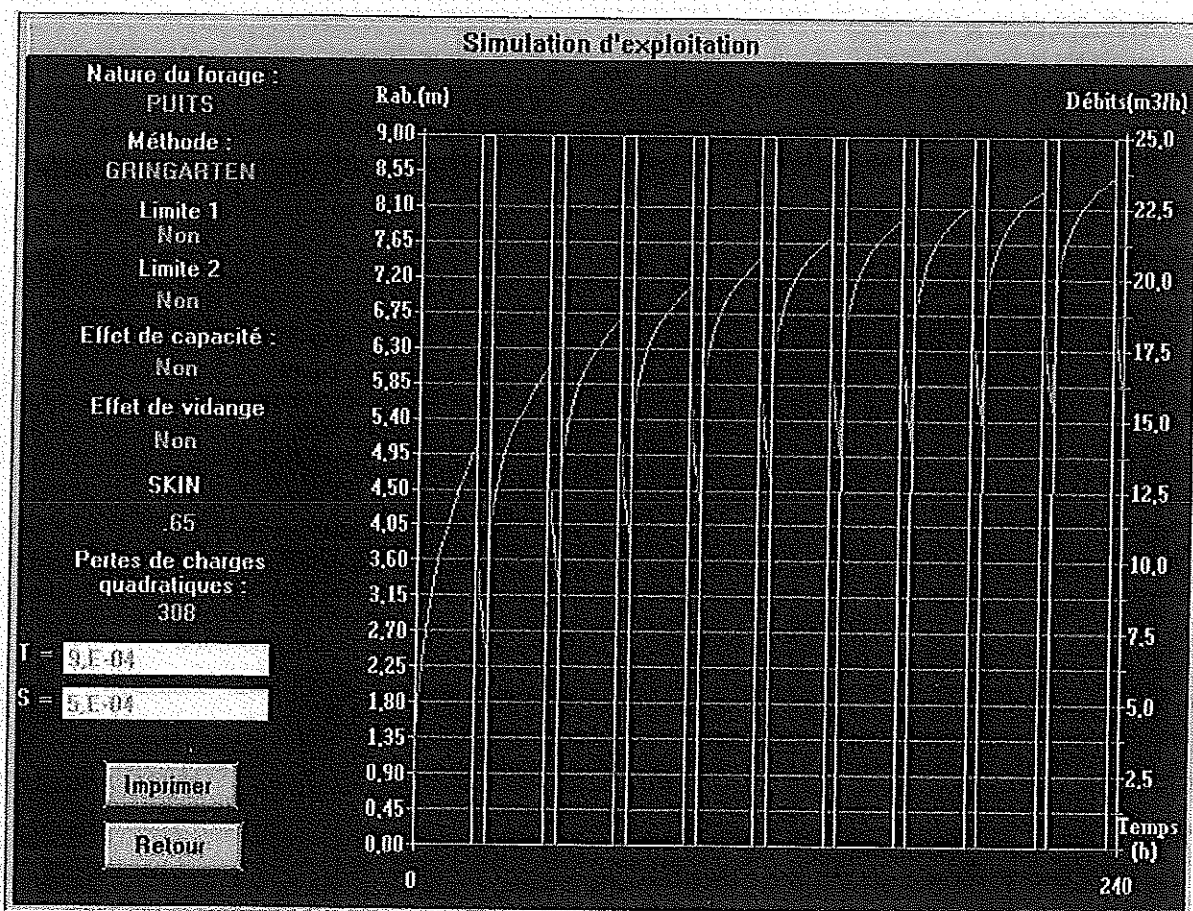 Simulation d'exploitation
Nature du forage :
PUITS
Méthode :
GRINGARTEN
Limite 1
Non
Limite 2
Non
Effet de capacité :
Non
Effet de vidange
Non
SKIN
.65
Pertes de charges
quadratiques :
308
T = 9.E-04
S = 5.E-04
Imprimer
Retour
Rab.(m)
9,00
8,55
8,10
7,65
7,20
6,75
6,30
5,85
5,40
4,95
4,50
4,05
3,60
3,15
2,70
2,25
1,80
1,35
0,90
0,45
0,00
Débits(m3/h)
25,0
22,5
20,0
17,5
15,0
12,5
10,0
7,5
5,0
2,5
Temps
(h)
0
240